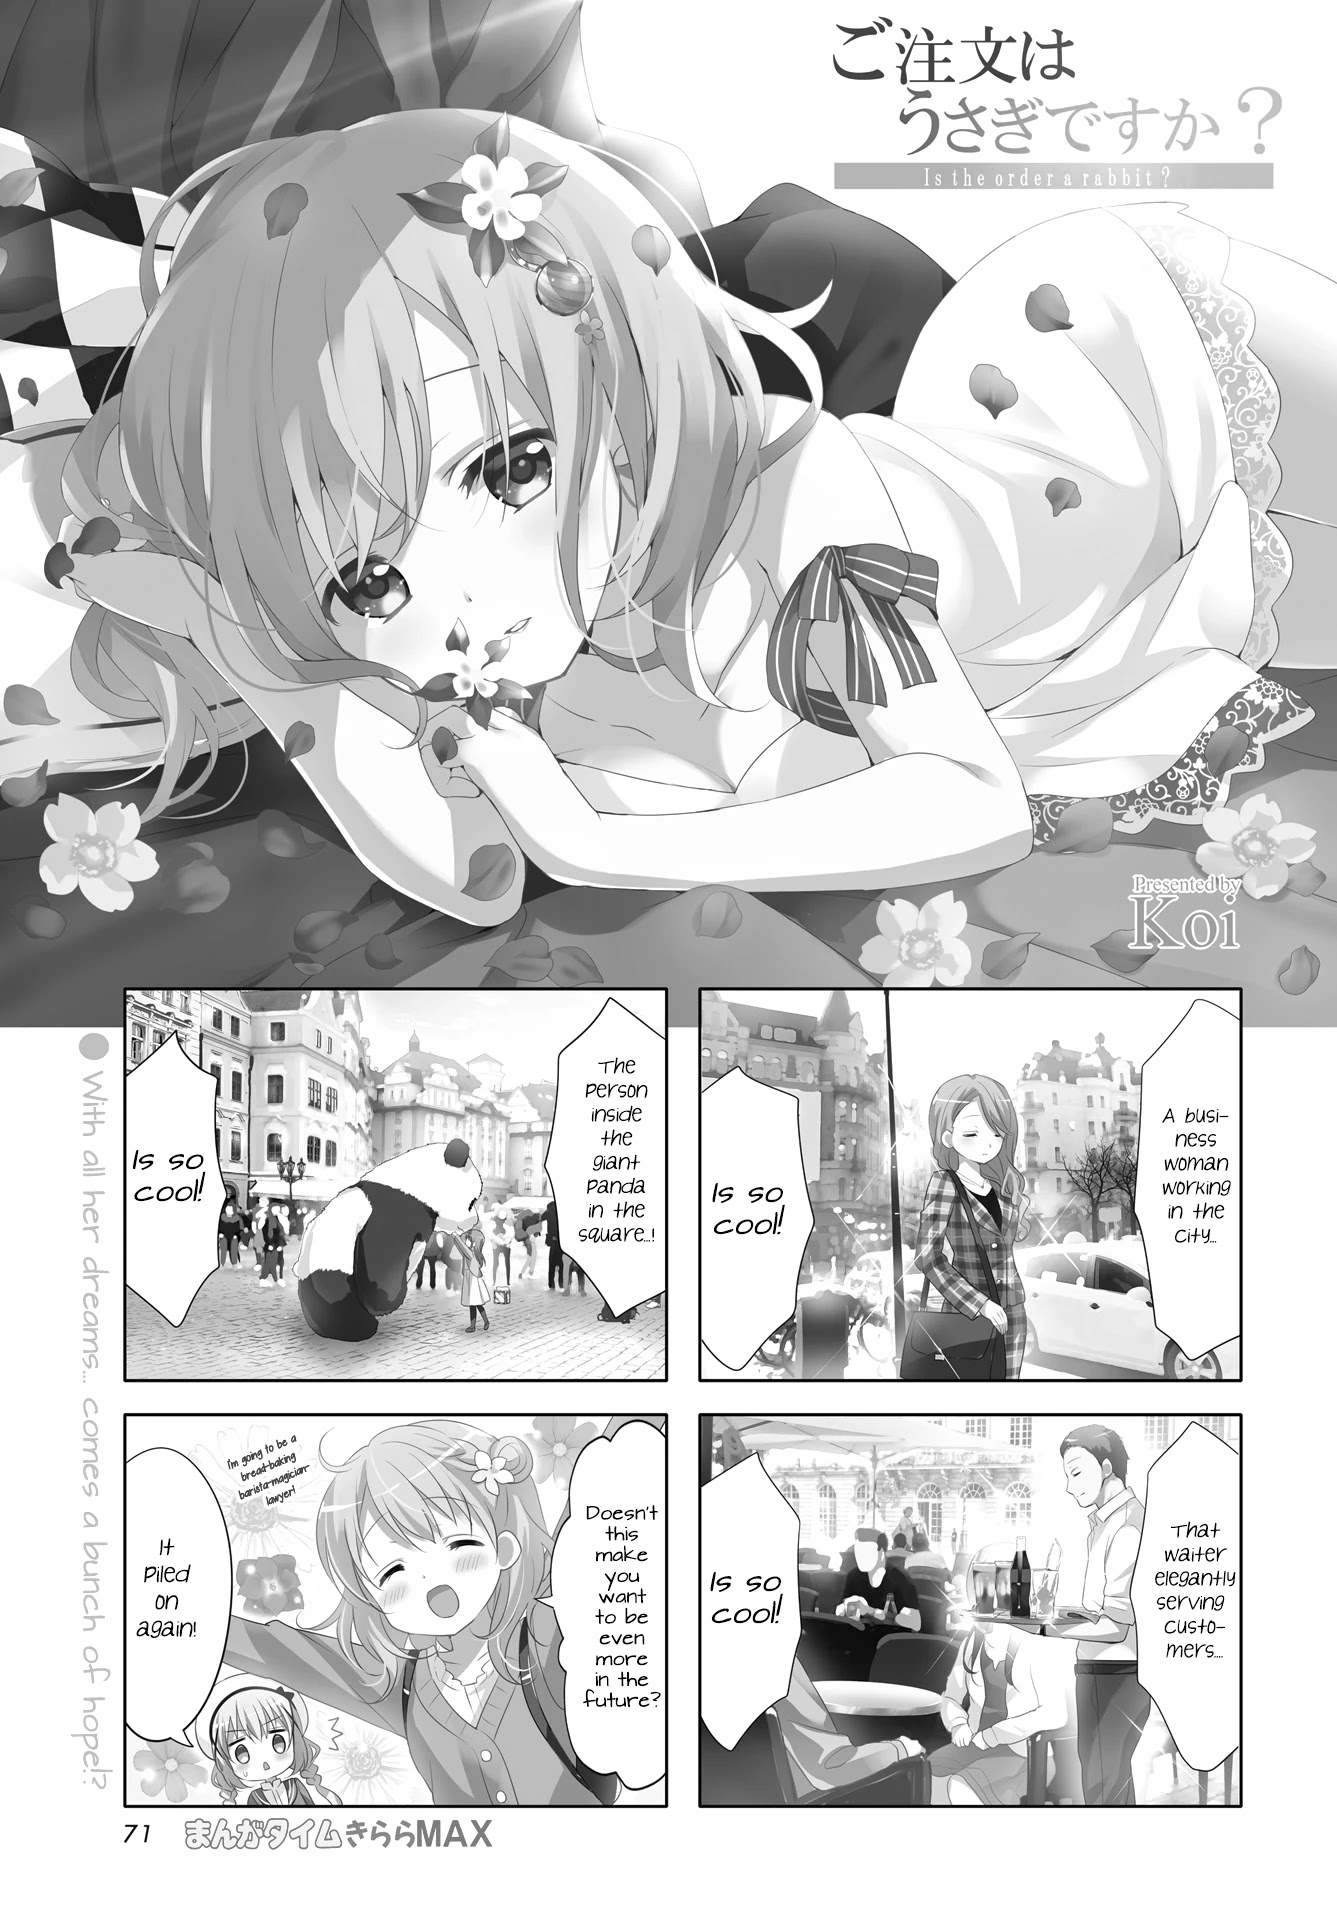 ご注文は
うさぎですか？
Is the order a rabbit?
Presented by
Koi
A busi-
ness
woman
working
in the
city...
Is so
cool!
That
waiter
elegantly
serving
custo-
mers....
Is so
cool!
The
person
inside
the
giant
panda
in the
square...!
Is so
cool!
Doesn't
this
make
you
want
to be
even
more
in the
future?
I'm going to be a
bread-baking
barista-magician-
lawyer!
It
piled
on
again!
With all her dreams... comes a bunch of hope!?
71
まんがタイムきららMAX